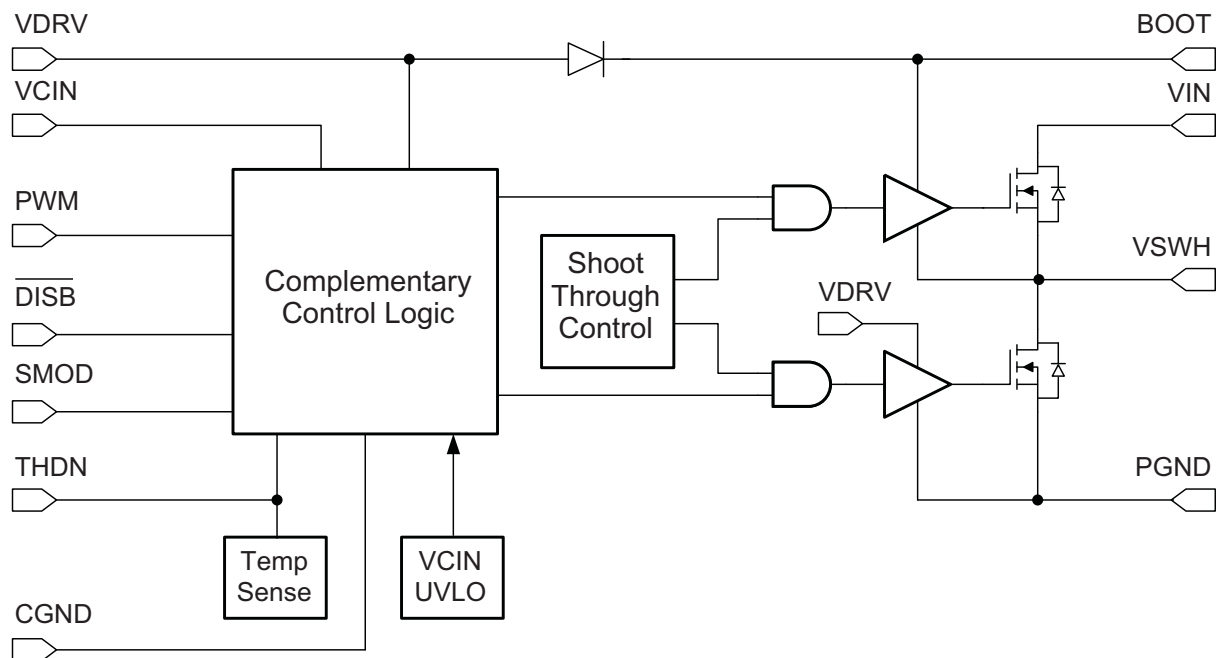 VDRV
BOOT
VCIN
VIN
PWM
Complementary
Control Logic
Shoot
Through
Control
VSWH
DISB
VDRV
SMOD
THDN
PGND
Temp
Sense
VCIN
UVLO
CGND